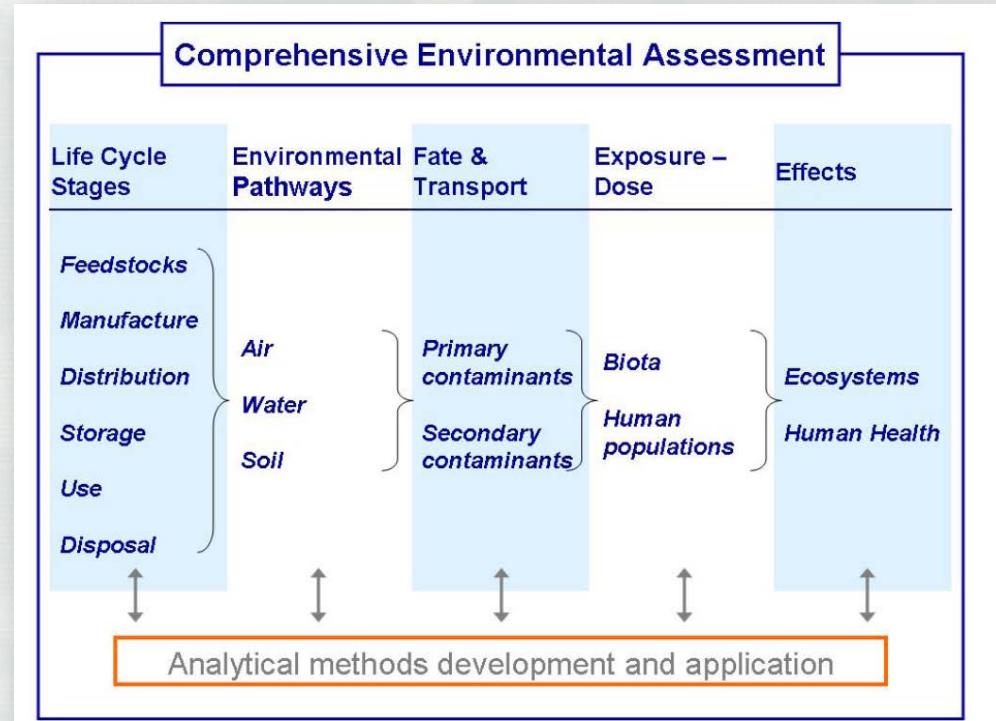 Comprehensive Environmental Assessment
Life Cycle
Stages
Environmental
Pathways
Fate &
Transport
Exposure –
Dose
Effects
Feedstocks
Manufacture
Distribution
Storage
Use
Disposal
Air
Water
Soil
Primary
contaminants
Secondary
contaminants
Biota
Human
populations
Ecosystems
Human Health
Analytical methods development and application